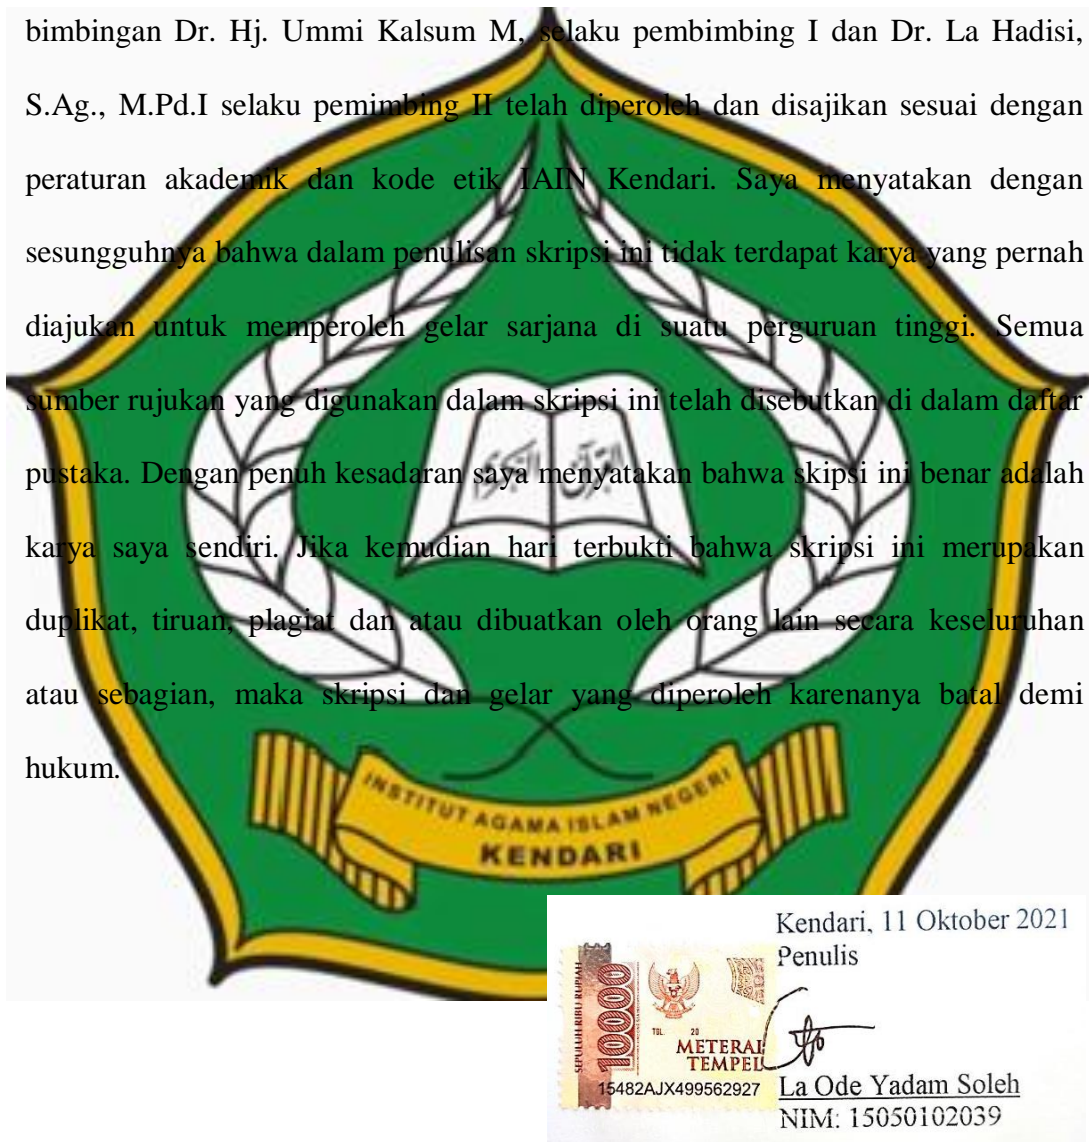 bimbingan Dr. Hj. Ummi Kalsum M, selaku pembimbing I dan Dr. La Hadisi,
S.Ag., M.Pd.I selaku pemimbing II telah diperoleh dan disajikan sesuai dengan
peraturan akademik dan kode etik IAIN Kendari. Saya menyatakan dengan
sesungguhnya bahwa dalam penulisan skripsi ini tidak terdapat karya yang pernah
diajukan untuk memperoleh gelar sarjana di suatu perguruan tinggi. Semua
sumber rujukan yang digunakan dalam skripsi ini telah disebutkan di dalam daftar
pustaka. Dengan penuh kesadaran saya menyatakan bahwa skipsi ini benar adalah
karya saya sendiri. Jika kemudian hari terbukti bahwa skripsi ini merupakan
duplikat, tiruan, plagiat dan atau dibuatkan oleh orang lain secara keseluruhan
atau sebagian, maka skripsi dan gelar yang diperoleh karenanya batal demi
hukum.
INSTITUT AGAMA ISLAM NEGERI
KENDARI
Kendari, 11 Oktober 2021
Penulis
SEPULUH RIBU RUPIAH
10000
TGL. 20
METERAI
TEMPEL
15482AJX499562927
La Ode Yadam Soleh
NIM: 15050102039